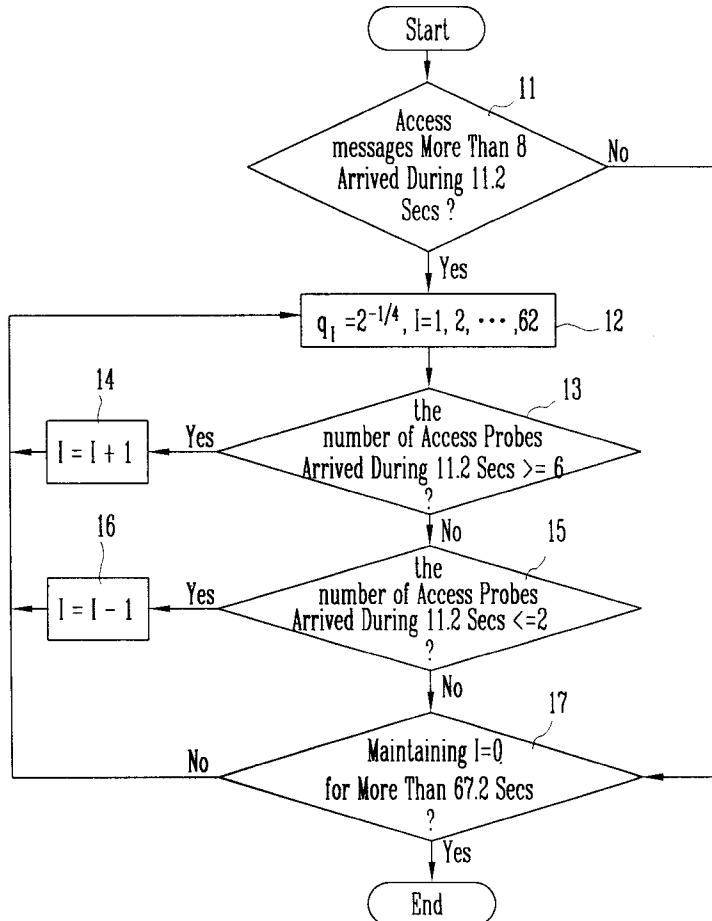 Start
11
Access
messages More Than 8
Arrived During 11.2
Secs ?
No
Yes
q_I =2^{-1/4}, I=1, 2, ··· ,62
12
14
13
the
number of Access Probes
Arrived During 11.2 Secs >= 6
?
Yes
I = I + 1
No
16
15
the
number of Access Probes
Arrived During 11.2 Secs <=2
?
Yes
I = I - 1
No
17
Maintaining I=0
for More Than 67.2 Secs
?
No
Yes
End